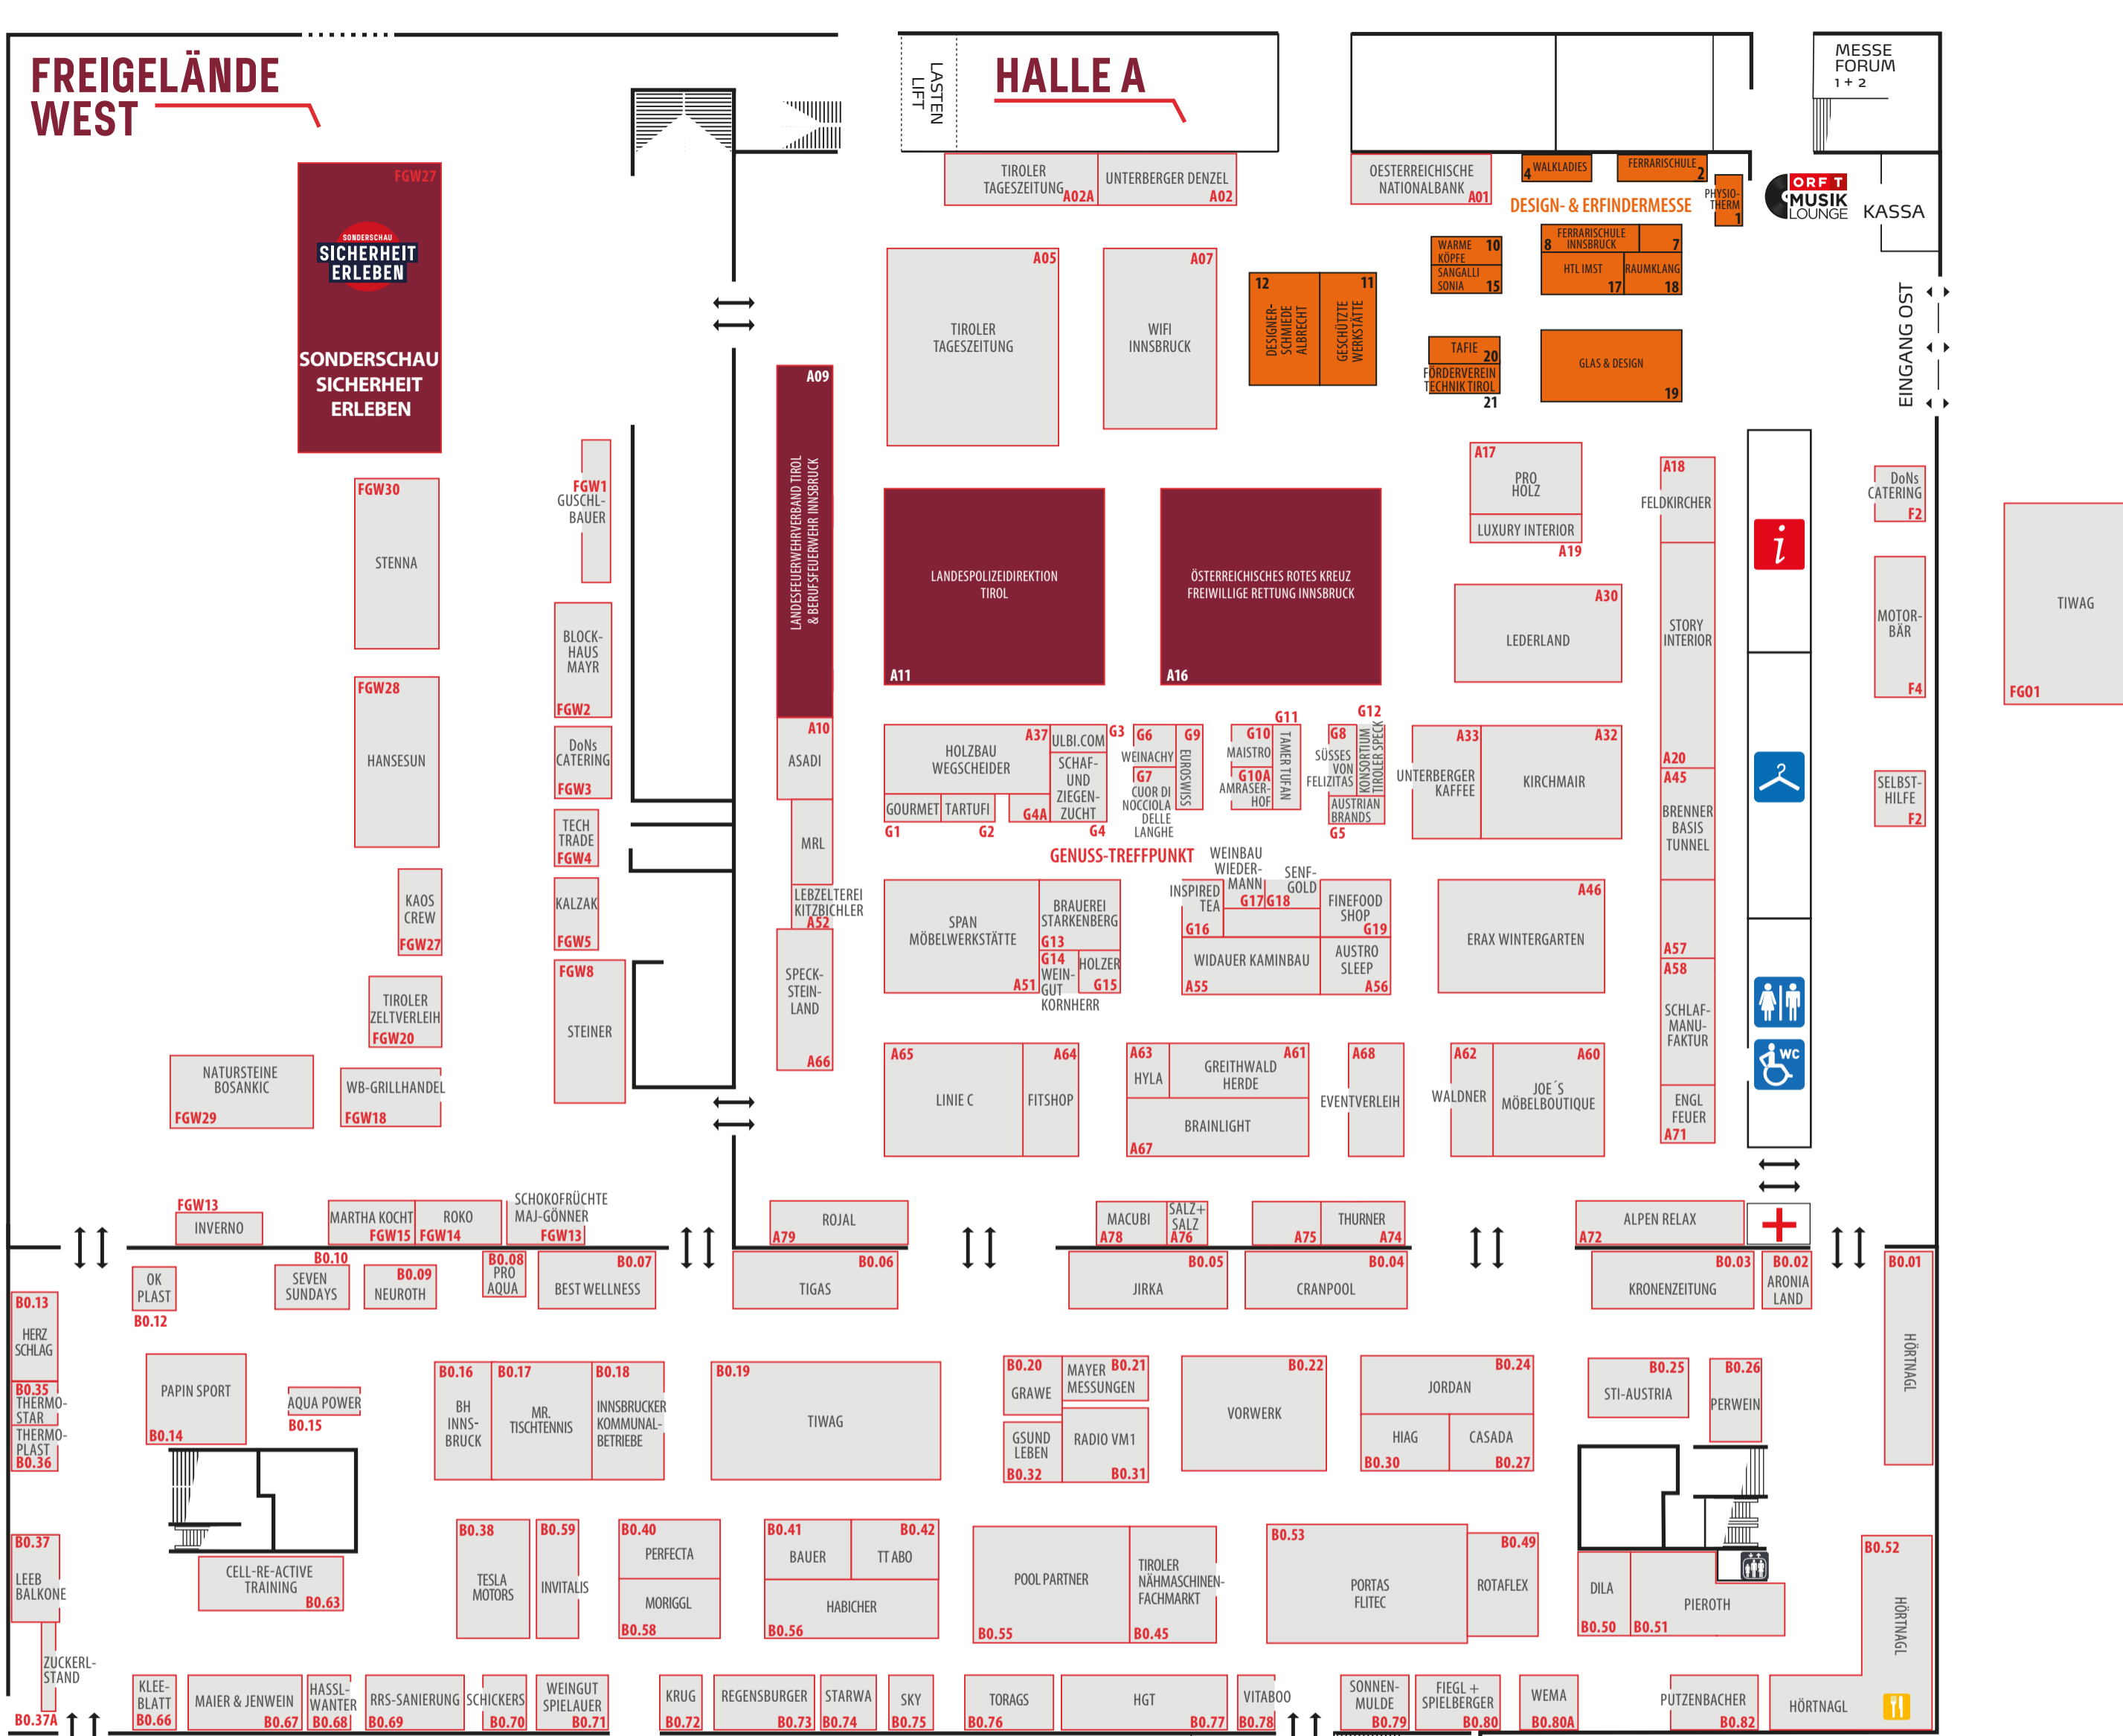 FREIGELÄNDE
WEST
LASTEN
LIFT
HALLE A
MESSE
FORUM
1 + 2
FGW27
SONDERSCHAU
SICHERHEIT
ERLEBEN
SONDERSCHAU
SICHERHEIT
ERLEBEN
TIROLER
TAGESZEITUNG
A02A
UNTERBERGER DENZEL
A02
OESTERREICHISCHE
NATIONALBANK
A01
4 WALKLADIES
FERRARISCHULE
2
PHYSIO-
THERM
1
DESIGN- & ERFINDERMESSE
ORF T
MUSIK
LOUNGE
KASSA
EINGANG OST
A05
TIROLER
TAGESZEITUNG
A07
WIFI
INNSBRUCK
12
DESIGNER-
SCHMIEDE
ALBRECHT
11
GESCHÜTZTE
WERKSTÄTTE
WARME
KÖPFE
10
SANGALLI
SONIA
15
8
FERRARISCHULE
INNSBRUCK
7
HTL IMST
17
RAUMKLANG
18
TAFIE
20
FÖRDERVEREIN
TECHNIK TIROL
21
GLAS & DESIGN
19
A09
LANDESFEUERWEHRVERBAND TIROL
& BERUFSFEUERWEHR INNSBRUCK
FGW30
STENNA
FGW1
GUSCHL-
BAUER
LANDESPOLIZEIDIREKTION
TIROL
A11
ÖSTERREICHISCHES ROTES KREUZ
FREIWILLIGE RETTUNG INNSBRUCK
A16
A17
PRO
HOLZ
LUXURY INTERIOR
A19
A18
FELDKIRCHER
i
DoNs
CATERING
F2
TIWAG
FGO1
A30
LEDERLAND
STORY
INTERIOR
A20
MOTOR-
BÄR
F4
BLOCK-
HAUS
MAYR
FGW2
FGW28
HANSESUN
DoNs
CATERING
FGW3
A10
ASADI
A37
HOLZBAU
WEGSCHEIDER
ULBI.COM
G3
SCHAF-
UND
ZIEGEN-
ZUCHT
G4
GOURMET
G1
TARTUFI
G2
G4A
G6
WEINACHY
G7
CUOR DI
NOCCIOLA
DELLE
LANGHE
G9
EUROSWISS
G10
MAISTRO
G10A
AMRASER-
HOF
G11
TAMER TUFAN
G8
SÜSSES
VON
FELIZITAS
G12
KONSORTIUM
TIROLER SPECK
AUSTRIAN
BRANDS
G5
A33
UNTERBERGER
KAFFEE
A32
KIRCHMAIR
A45
BRENNER
BASIS
TUNNEL
SELBST-
HILFE
F2
TECH
TRADE
FGW4
MRL
GENUSS-TREFFPUNKT
KAOS
CREW
FGW27
KALZAK
FGW5
LEBZELTEREI
KITZBICHLER
A52
SPAN
MÖBELWERKSTÄTTE
A51
BRAUEREI
STARKENBERG
G13
G14
WEIN-
GUT
KORNHERR
HOLZER
G15
INSPIRED
TEA
G16
WEINBAU
WIEDER-
MANN
G17
SENF-
GOLD
G18
FINEFOOD
SHOP
G19
WIDAUER KAMINBAU
A55
AUSTRO
SLEEP
A56
A46
ERAX WINTERGARTEN
A57
A58
SCHLAF-
MANU-
FAKTUR
WC
TIROLER
ZELTVERLEIH
FGW20
FGW8
STEINER
SPECK-
STEIN-
LAND
A66
NATURSTEINE
BOSANKIC
FGW29
WB-GRILLHANDEL
FGW18
A65
LINIE C
A64
FITSHOP
A63
HYLA
A61
GREITHWALD
HERDE
BRAINLIGHT
A67
A68
EVENTVERLEIH
A62
WALDNER
A60
JOE´S
MÖBELBOUTIQUE
ENGL
FEUER
A71
FGW13
INVERNO
MARTHA KOCHT
FGW15
ROKO
FGW14
SCHOKOFRÜCHTE
MAJ-GÖNNER
FGW13
ROJAL
A79
MACUBI
A78
SALZ+
SALZ
A76
A75
THURNER
A74
ALPEN RELAX
A72
OK
PLAST
B0.12
B0.10
SEVEN
SUNDAYS
B0.09
NEUROTH
B0.08
PRO
AQUA
B0.07
BEST WELLNESS
B0.06
TIGAS
B0.05
JIRKA
B0.04
CRANPOOL
B0.03
KRONENZEITUNG
B0.02
ARONIA
LAND
B0.01
HÖRTNAGL
B0.13
HERZ
SCHLAG
B0.35
THERMO-
STAR
THERMO-
PLAST
B0.36
PAPIN SPORT
B0.14
AQUA POWER
B0.15
B0.16
BH
INNS-
BRUCK
B0.17
MR.
TISCHTENNIS
B0.18
INNSBRUCKER
KOMMUNAL-
BETRIEBE
B0.19
TIWAG
B0.20
GRAWE
MAYER
MESSUNGEN
B0.21
GSUND
LEBEN
B0.32
RADIO VM1
B0.31
B0.22
VORWERK
B0.24
JORDAN
HIAG
B0.30
CASADA
B0.27
B0.25
STI-AUSTRIA
B0.26
PERWEIN
B0.37
LEEB
BALKONE
CELL-RE-ACTIVE
TRAINING
B0.63
B0.38
TESLA
MOTORS
B0.59
INVITALIS
B0.40
PERFECTA
MORIGGL
B0.58
B0.41
BAUER
B0.42
TT ABO
HABICHER
B0.56
POOL PARTNER
B0.55
TIROLER
NÄHMASCHINEN-
FACHMARKT
B0.45
B0.53
PORTAS
FLITEC
B0.49
ROTAFLEX
DILA
B0.50
PIEROTH
B0.51
B0.52
HÖRTNAGL
ZUCKERL-
STAND
B0.37A
KLEE-
BLATT
B0.66
MAIER & JENWEIN
B0.67
HASSL-
WANTER
B0.68
RRS-SANIERUNG
B0.69
SCHICKERS
B0.70
WEINGUT
SPIELAUER
B0.71
KRUG
B0.72
REGENSBURGER
B0.73
STARWA
B0.74
SKY
B0.75
TORAGS
B0.76
HGT
B0.77
VITABOO
B0.78
SONNEN-
MULDE
B0.79
FIEGL +
SPIELBERGER
B0.80
WEMA
B0.80A
PUTZENBACHER
B0.82
HÖRTNAGL